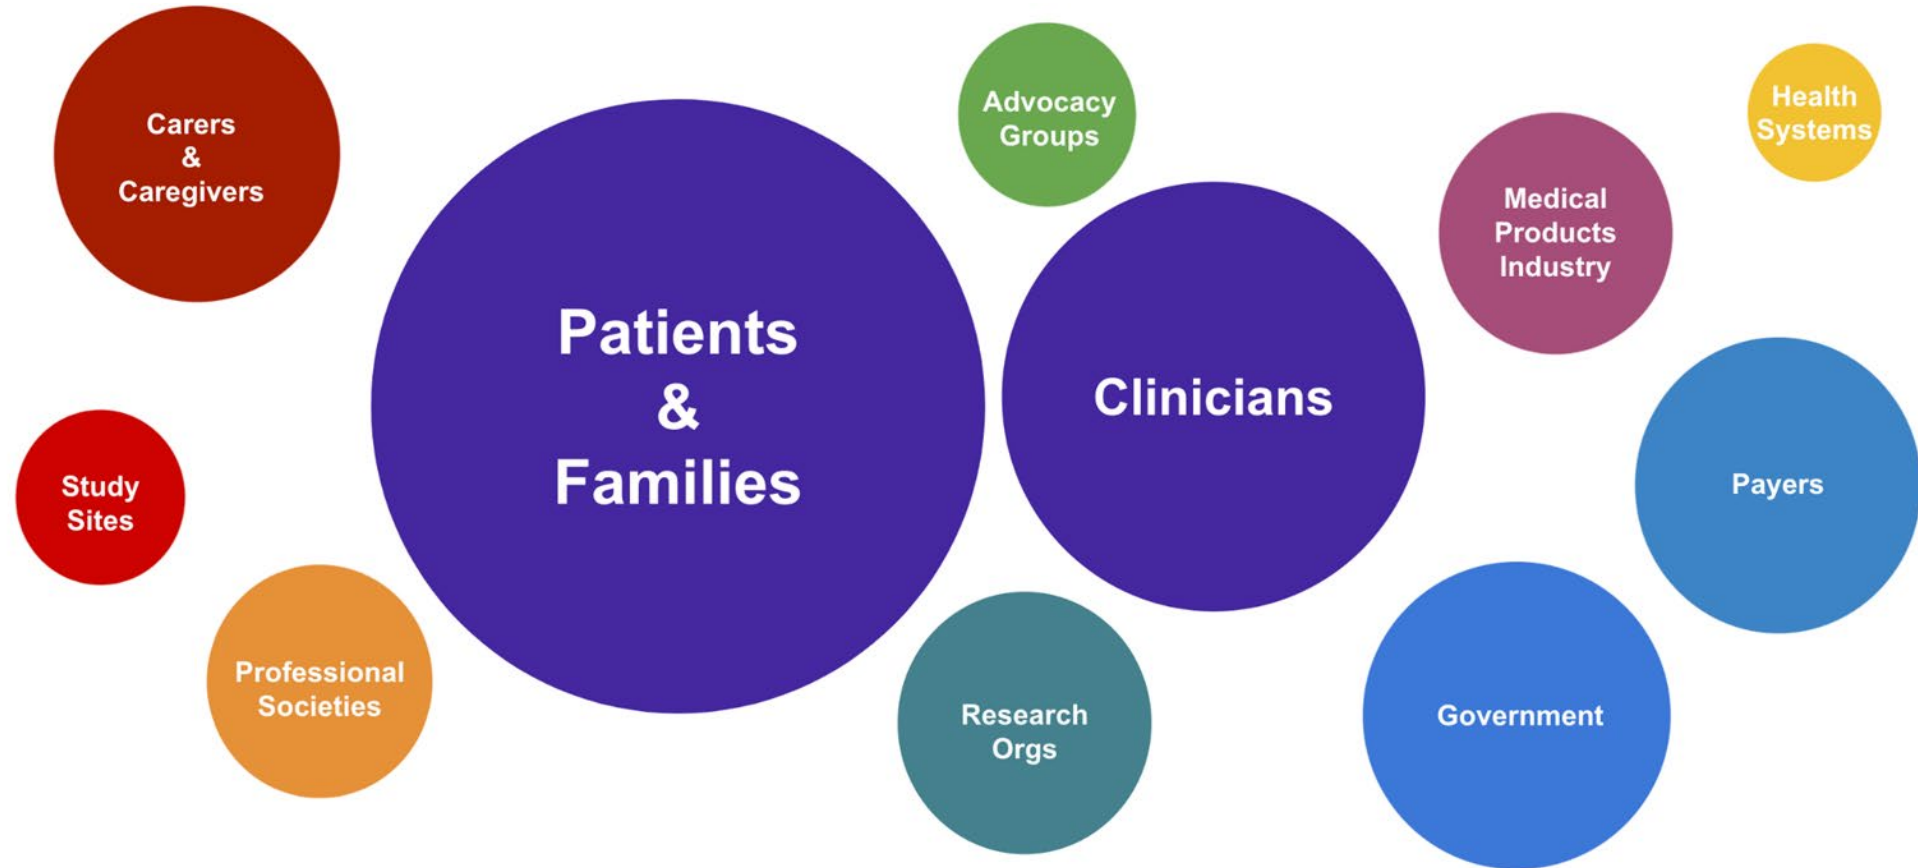 Carers
&
Caregivers
Patients
&
Families
Advocacy
Groups
Clinicians
Medical
Products
Industry
Health
Systems
Study
Sites
Professional
Societies
Research
Orgs
Government
Payers